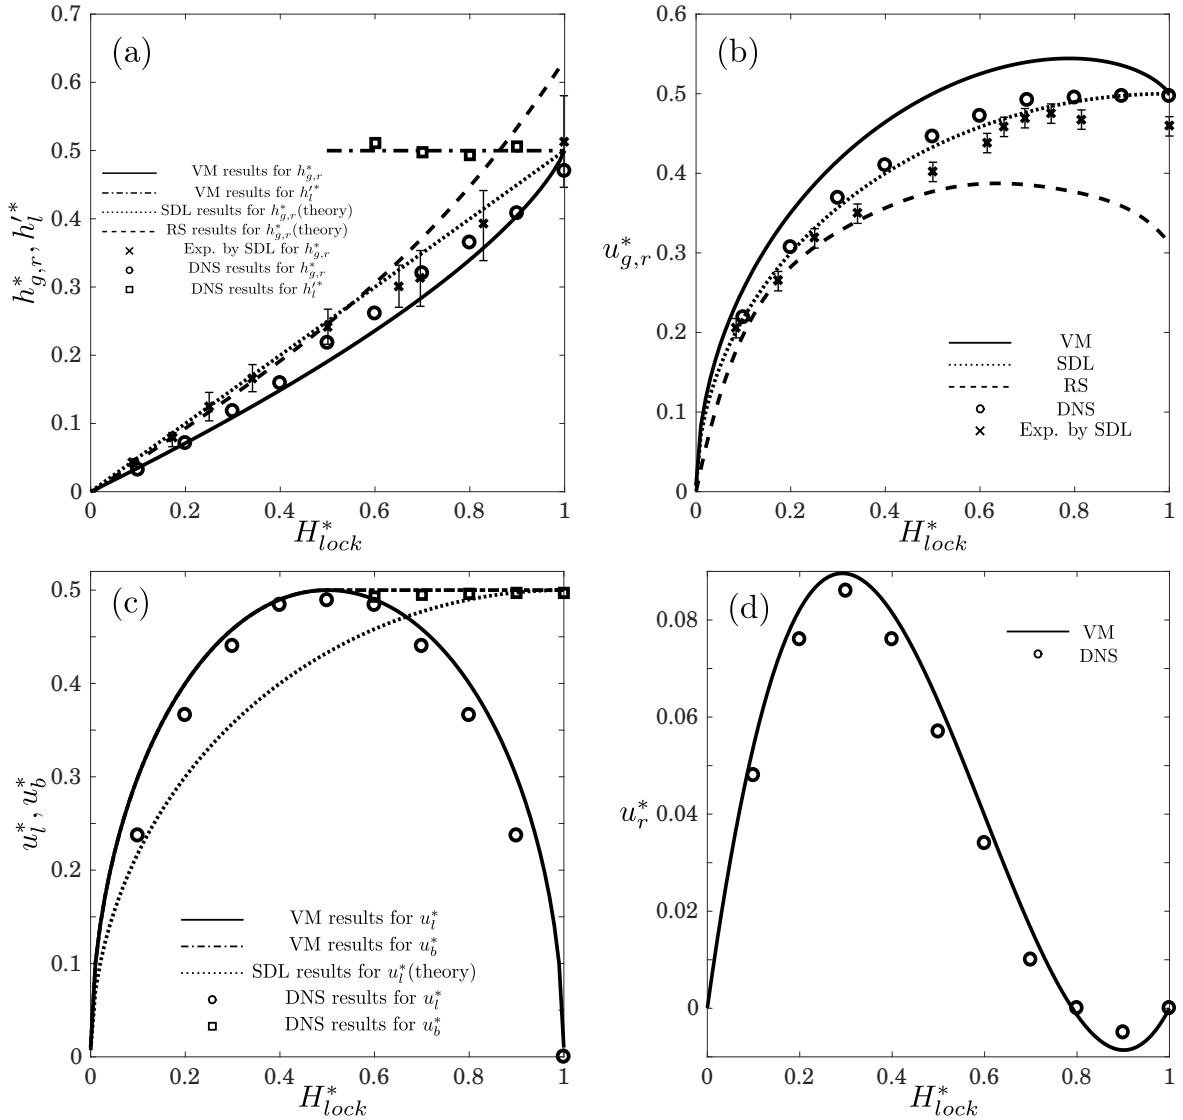 (a)
0.7
0.6
0.5
0.4
0.3
0.2
0.1
0
h*g,r, h′l*
VM results for h*g,r
VM results for h′l*
SDL results for h*g,r(theory)
RS results for h*g,r(theory)
Exp. by SDL for h*g,r
DNS results for h*g,r
DNS results for h′l*
0 0.2 0.4 0.6 0.8 1
H*lock
(b)
0.6
0.5
0.4
0.3
0.2
0.1
0
u*g,r
VM
SDL
RS
DNS
Exp. by SDL
0 0.2 0.4 0.6 0.8 1
H*lock
(c)
0.5
0.4
0.3
0.2
0.1
0
u*l, u*b
VM results for u*l
VM results for u*b
SDL results for u*l(theory)
DNS results for u*l
DNS results for u*b
0 0.2 0.4 0.6 0.8 1
H*lock
(d)
0.08
0.06
0.04
0.02
0
u*r
VM
DNS
0 0.2 0.4 0.6 0.8 1
H*lock